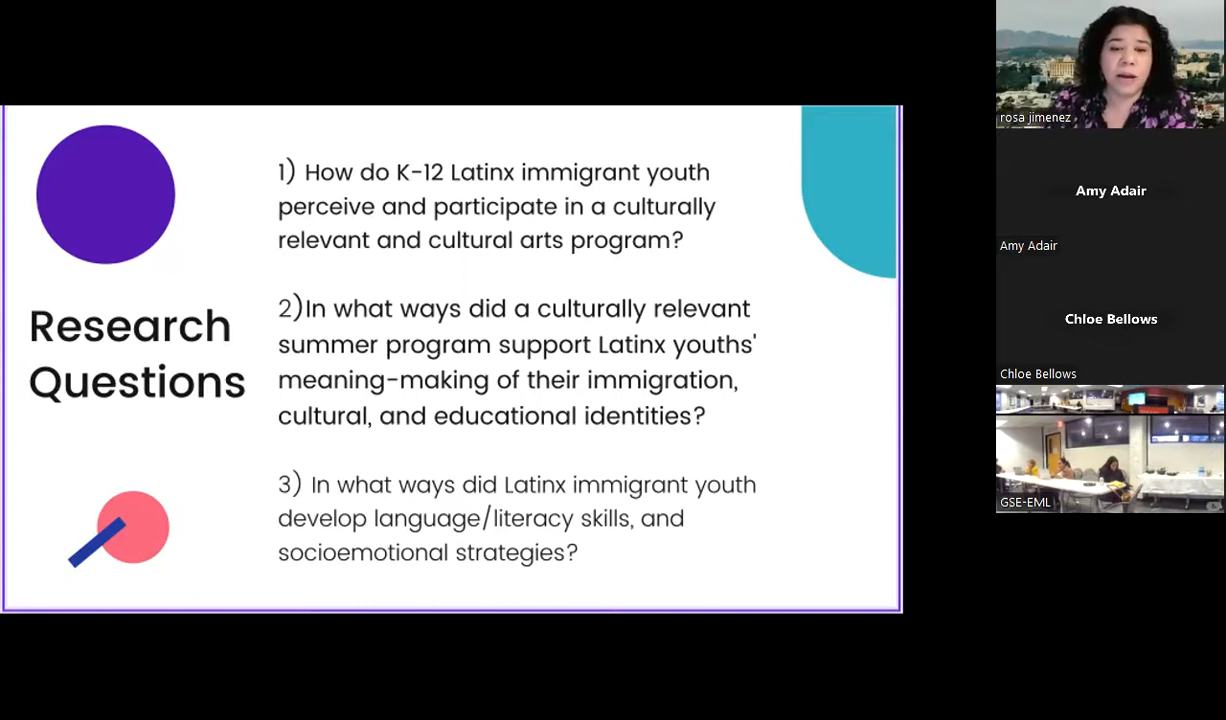 Research
Questions
1) How do K-12 Latinx immigrant youth
perceive and participate in a culturally
relevant and cultural arts program?
2)In what ways did a culturally relevant
summer program support Latinx youths'
meaning-making of their immigration,
cultural, and educational identities?
3) In what ways did Latinx immigrant youth
develop language/literacy skills, and
socioemotional strategies?
rosa jimenez
Amy Adair
Amy Adair
Chloe Bellows
Chloe Bellows
GSE-EML